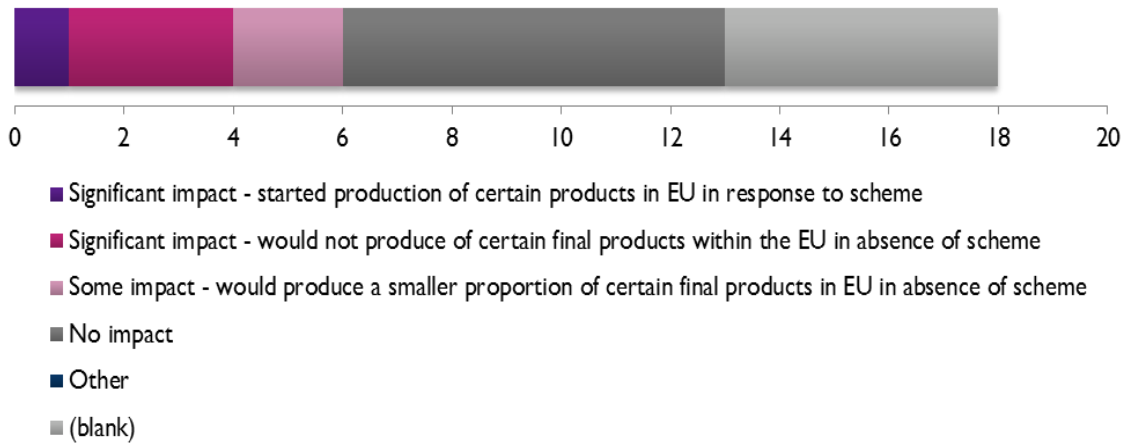 0 2 4 6 8 10 12 14 16 18 20
Significant impact - started production of certain products in EU in response to scheme
Significant impact - would not produce of certain final products within the EU in absence of scheme
Some impact - would produce a smaller proportion of certain final products in EU in absence of scheme
No impact
Other
(blank)